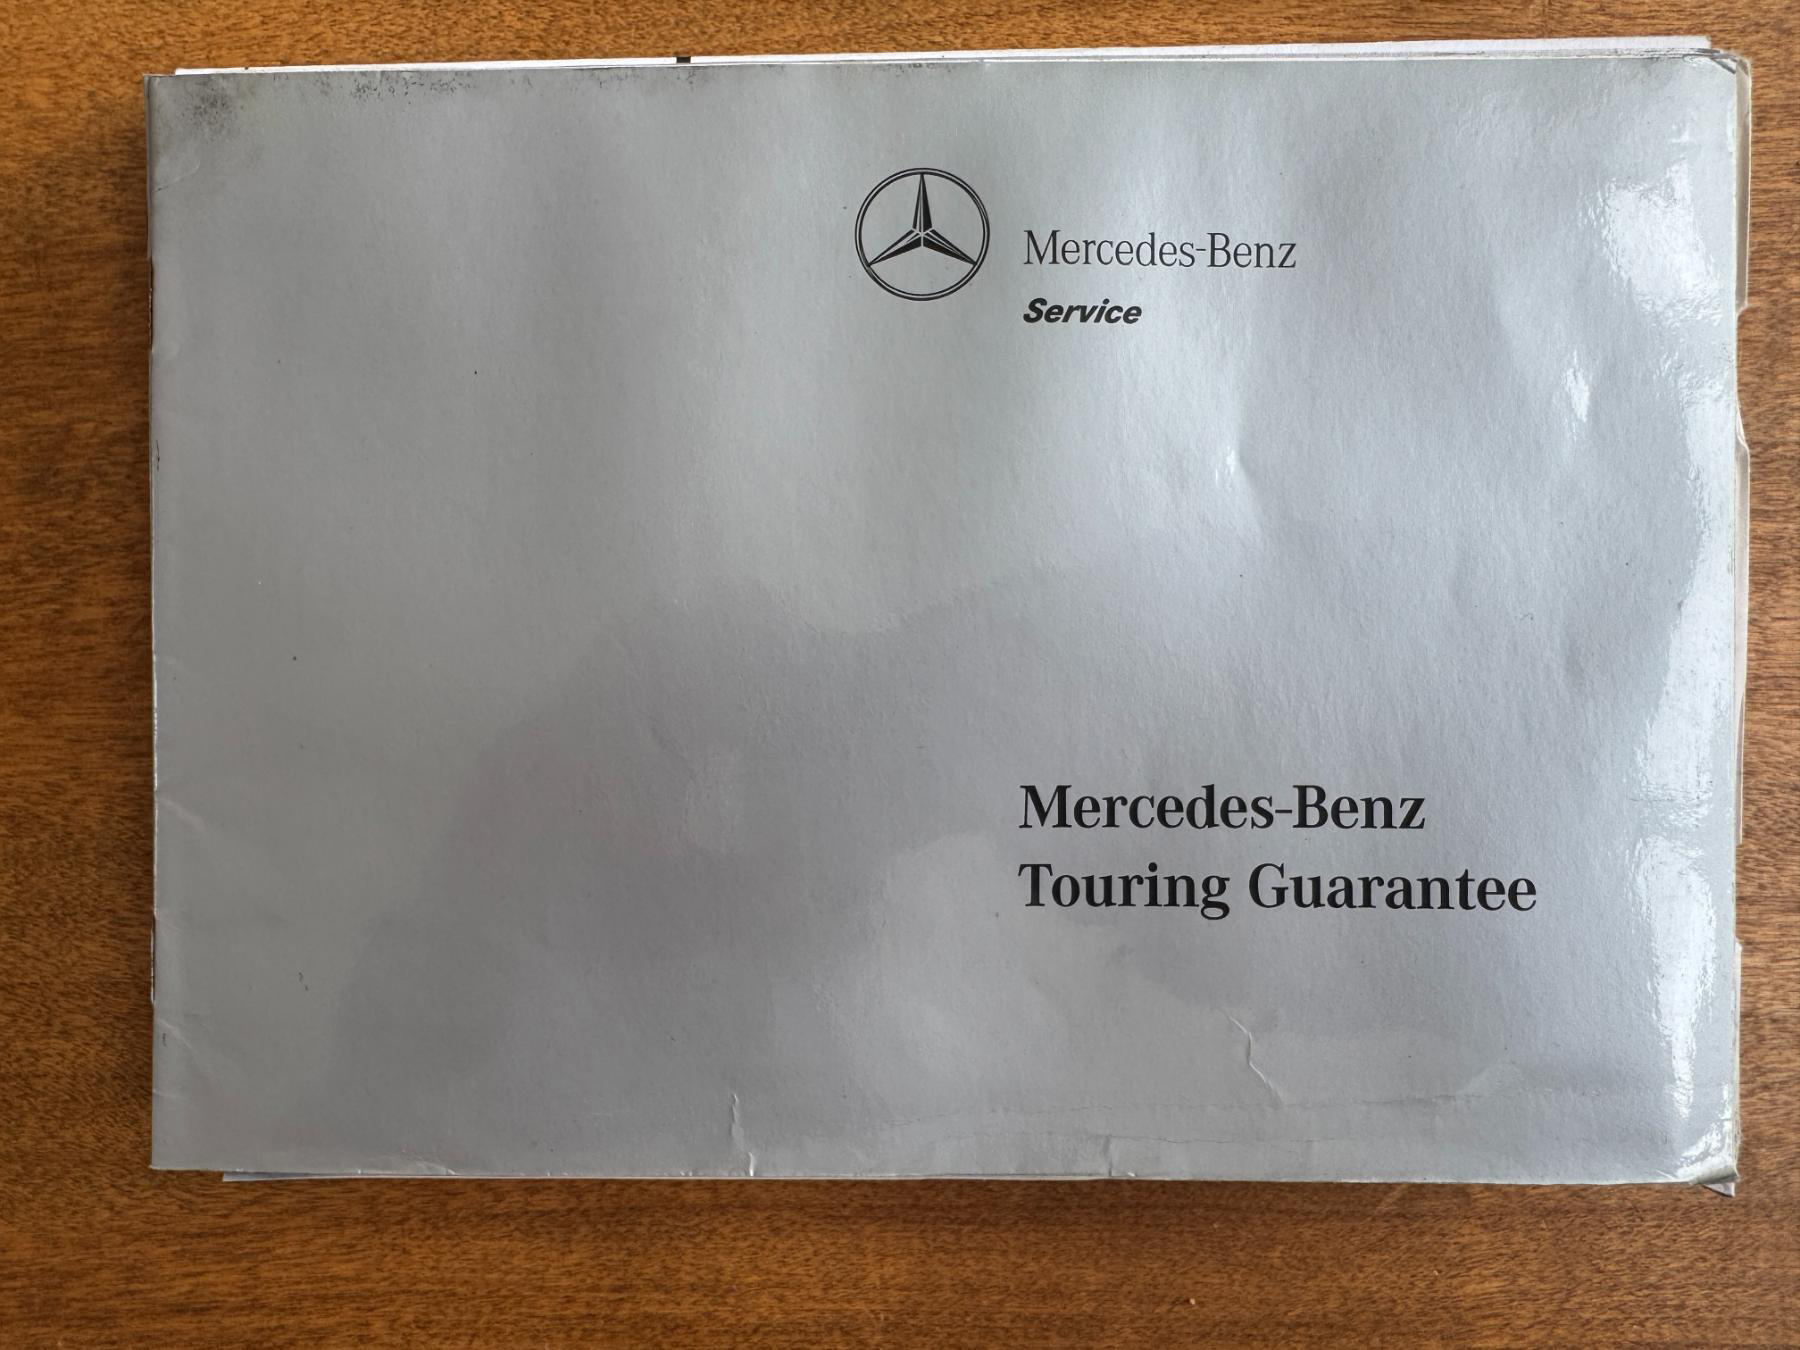 Mercedes-Benz
Service
Mercedes-Benz
Touring Guarantee